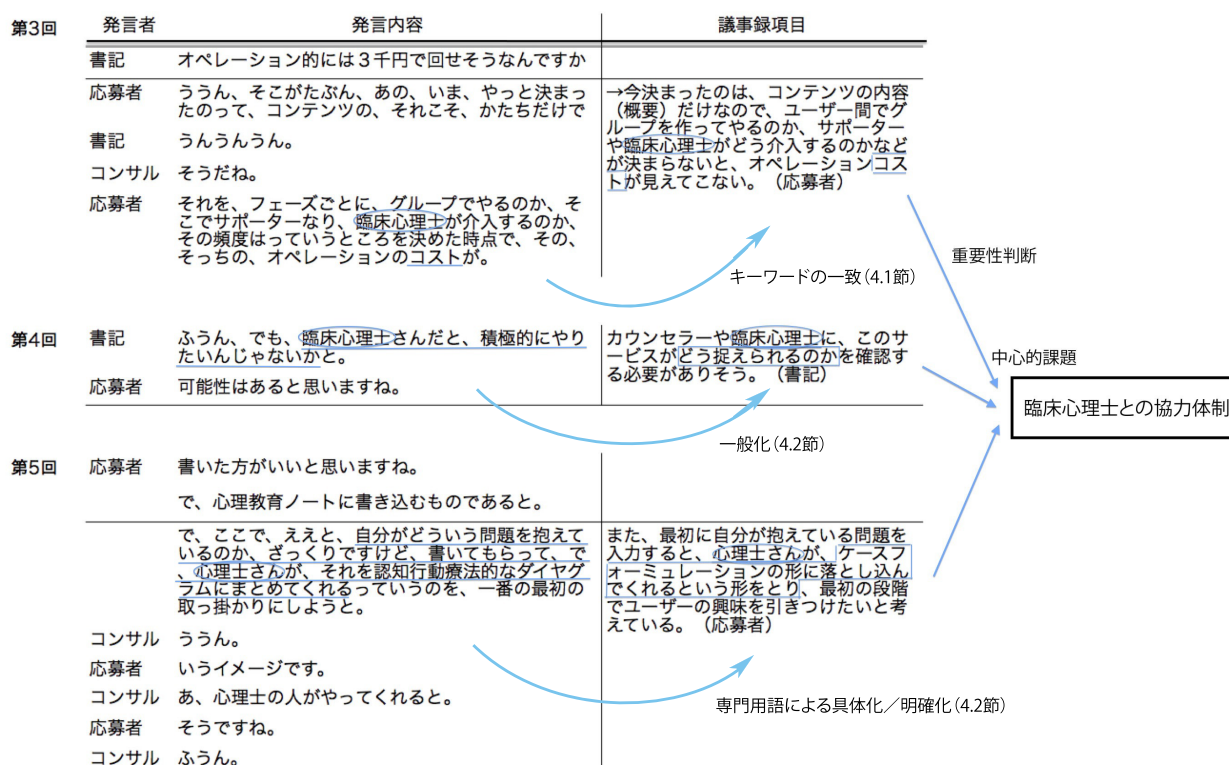 第3回 発言者 発言内容 議事録項目
書記 オペレーション的には３千円で回せそうなんですか
応募者 ううん、そこがたぶん、あの、いま、やっと決まっ
たのって、コンテンツの、それこそ、かたちだけで
書記 うんうんうん。
コンサル そうだね。
応募者 それを、フェーズごとに、グループでやるのか、そ
こでサポーターなり、臨床心理士が介入するのか、
その頻度はっていうところを決めた時点で、その、
そっちの、オペレーションのコストが。
→今決まったのは、コンテンツの内容
（概要）だけなので、ユーザー間でグ
ループを作ってやるのか、サポーター
や臨床心理士がどう介入するのかなど
が決まらないと、オペレーションコス
トが見えてこない。（応募者）
キーワードの一致（4.1節）
重要性判断
第4回 書記 ふうん、でも、臨床心理士さんだと、積極的にやり
たいんじゃないかと。
応募者 可能性はあると思いますね。
カウンセラーや臨床心理士に、このサ
ービスがどう捉えられるのかを確認す
る必要がありそう。（書記）
一般化（4.2節）
中心的課題
臨床心理士との協力体制
第5回 応募者 書いた方がいいと思いますね。
で、心理教育ノートに書き込むものであると。
で、ここで、ええと、自分がどういう問題を抱えて
いるのか、ざっくりですけど、書いてもらって、で
、心理士さんが、それを認知行動療法的なダイヤグ
ラムにまとめてくれるっていうのを、一番の最初の
取っ掛かりにしようと。
コンサル ううん。
応募者 いうイメージです。
コンサル あ、心理士の人がやってくれると。
応募者 そうですね。
コンサル ふうん。
また、最初に自分が抱えている問題を
入力すると、心理士さんが、ケースフ
ォーミュレーションの形に落とし込ん
でくれるという形をとり、最初の段階
でユーザーの興味を引きつけたいと考
えている。（応募者）
専門用語による具体化／明確化（4.2節）